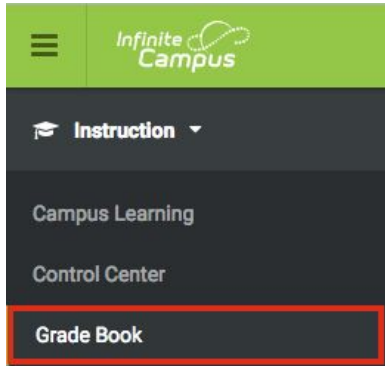 Infinite
Campus
Instruction
Campus Learning
Control Center
Grade Book